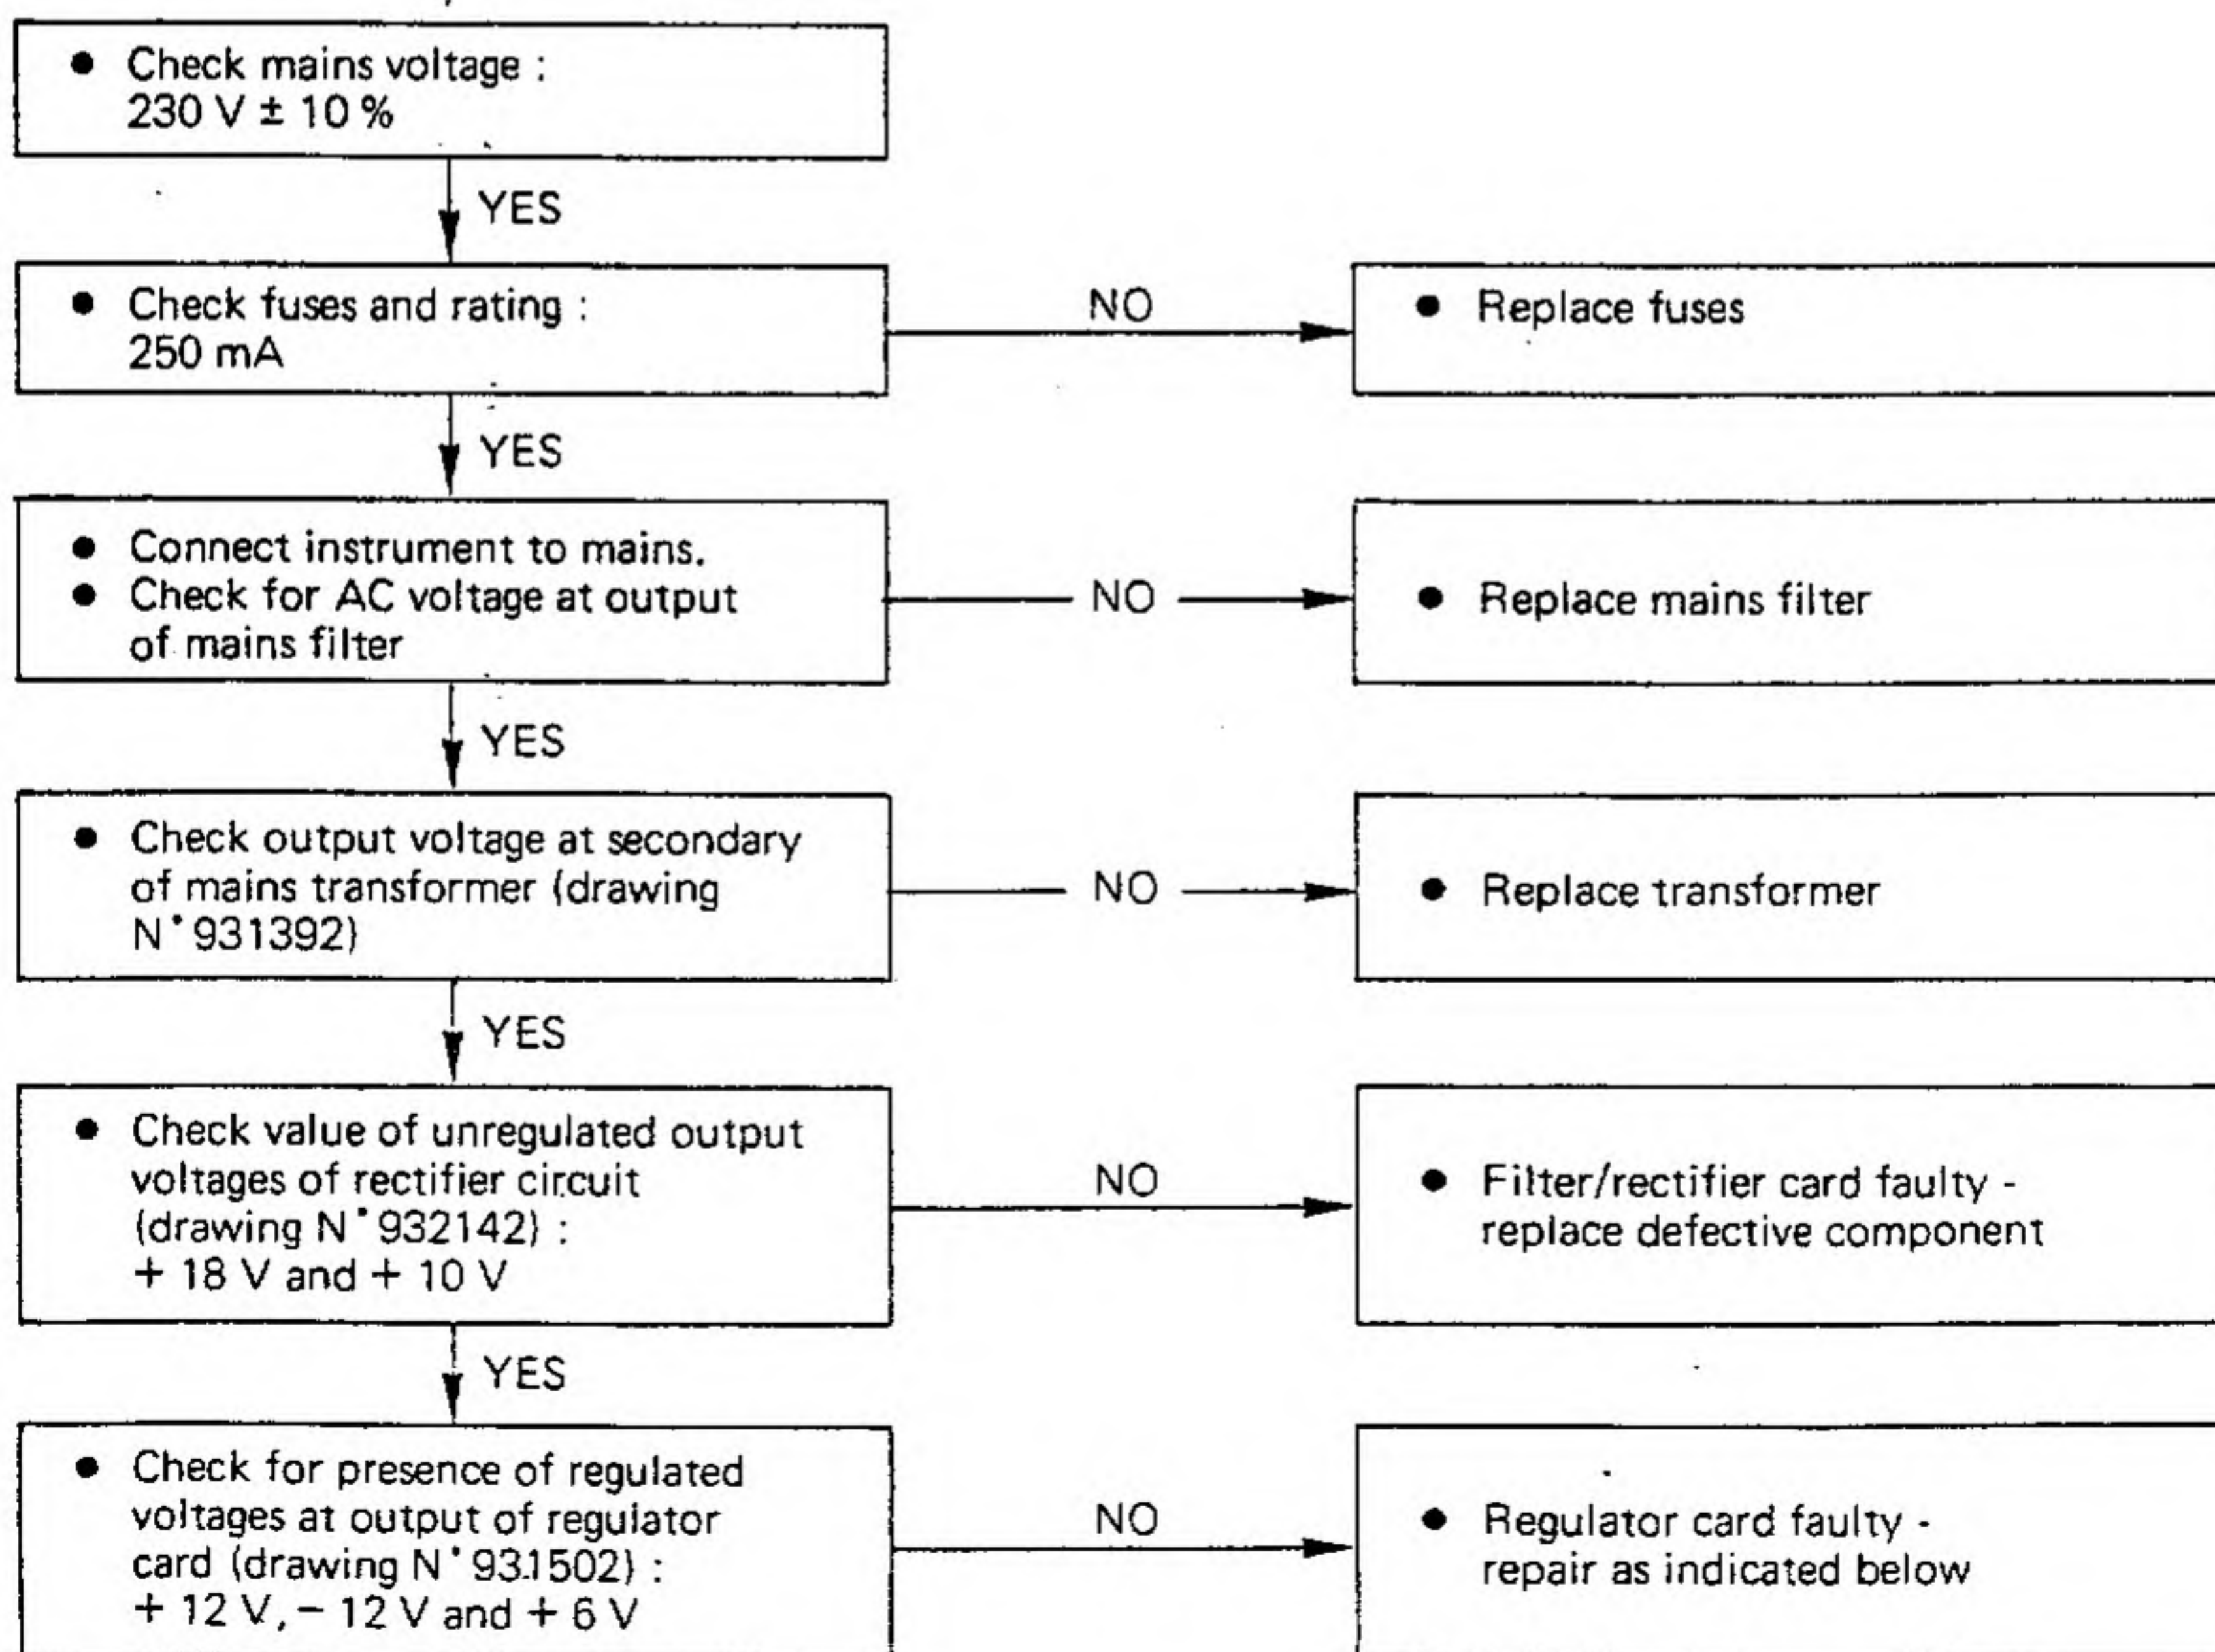 ● Check mains voltage :
230 V ± 10 %
YES
● Check fuses and rating :
250 mA
NO
● Replace fuses
YES
● Connect instrument to mains.
● Check for AC voltage at output
of mains filter
NO
● Replace mains filter
YES
● Check output voltage at secondary
of mains transformer (drawing
N° 931392)
NO
● Replace transformer
YES
● Check value of unregulated output
voltages of rectifier circuit
(drawing N° 932142) :
+ 18 V and + 10 V
NO
● Filter/rectifier card faulty -
replace defective component
YES
● Check for presence of regulated
voltages at output of regulator
card (drawing N° 931502) :
+ 12 V, - 12 V and + 6 V
NO
● Regulator card faulty -
repair as indicated below